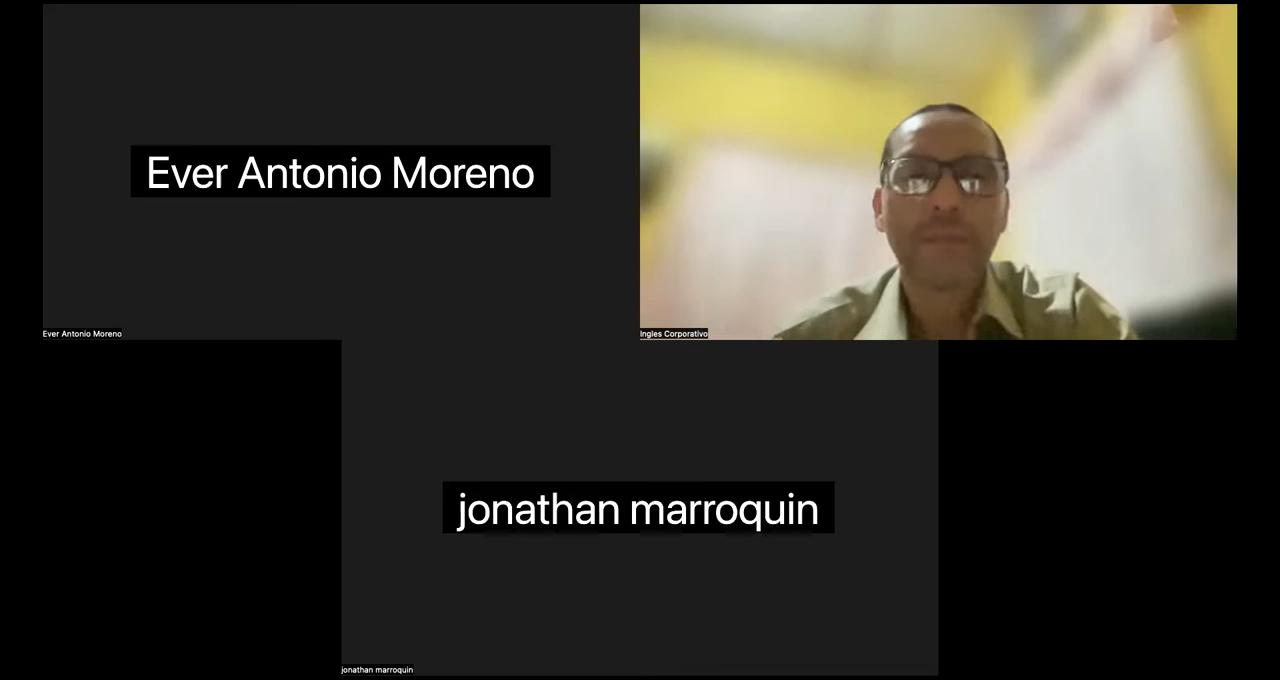 Ever Antonio Moreno
Ever Antonio Moreno
Ingles Corporativo
jonathan marroquin
jonathan marroquin